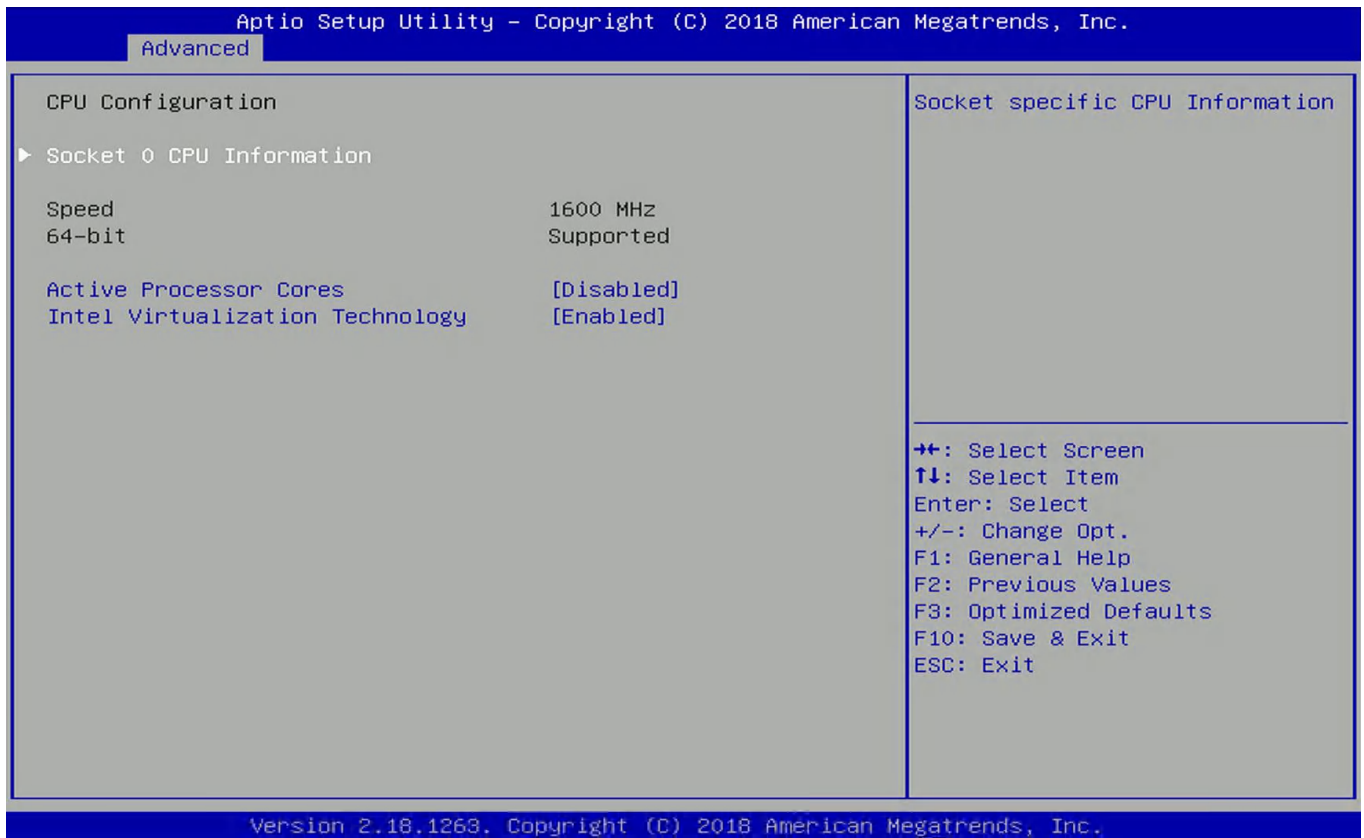 Aptio Setup Utility – Copyright (C) 2018 American Megatrends, Inc.
Advanced
CPU Configuration
▶ Socket 0 CPU Information
Speed 1600 MHz
64-bit Supported
Active Processor Cores [Disabled]
Intel Virtualization Technology [Enabled]
Socket specific CPU Information
→←: Select Screen
↑↓: Select Item
Enter: Select
+/-: Change Opt.
F1: General Help
F2: Previous Values
F3: Optimized Defaults
F10: Save & Exit
ESC: Exit
Version 2.18.1263. Copyright (C) 2018 American Megatrends, Inc.